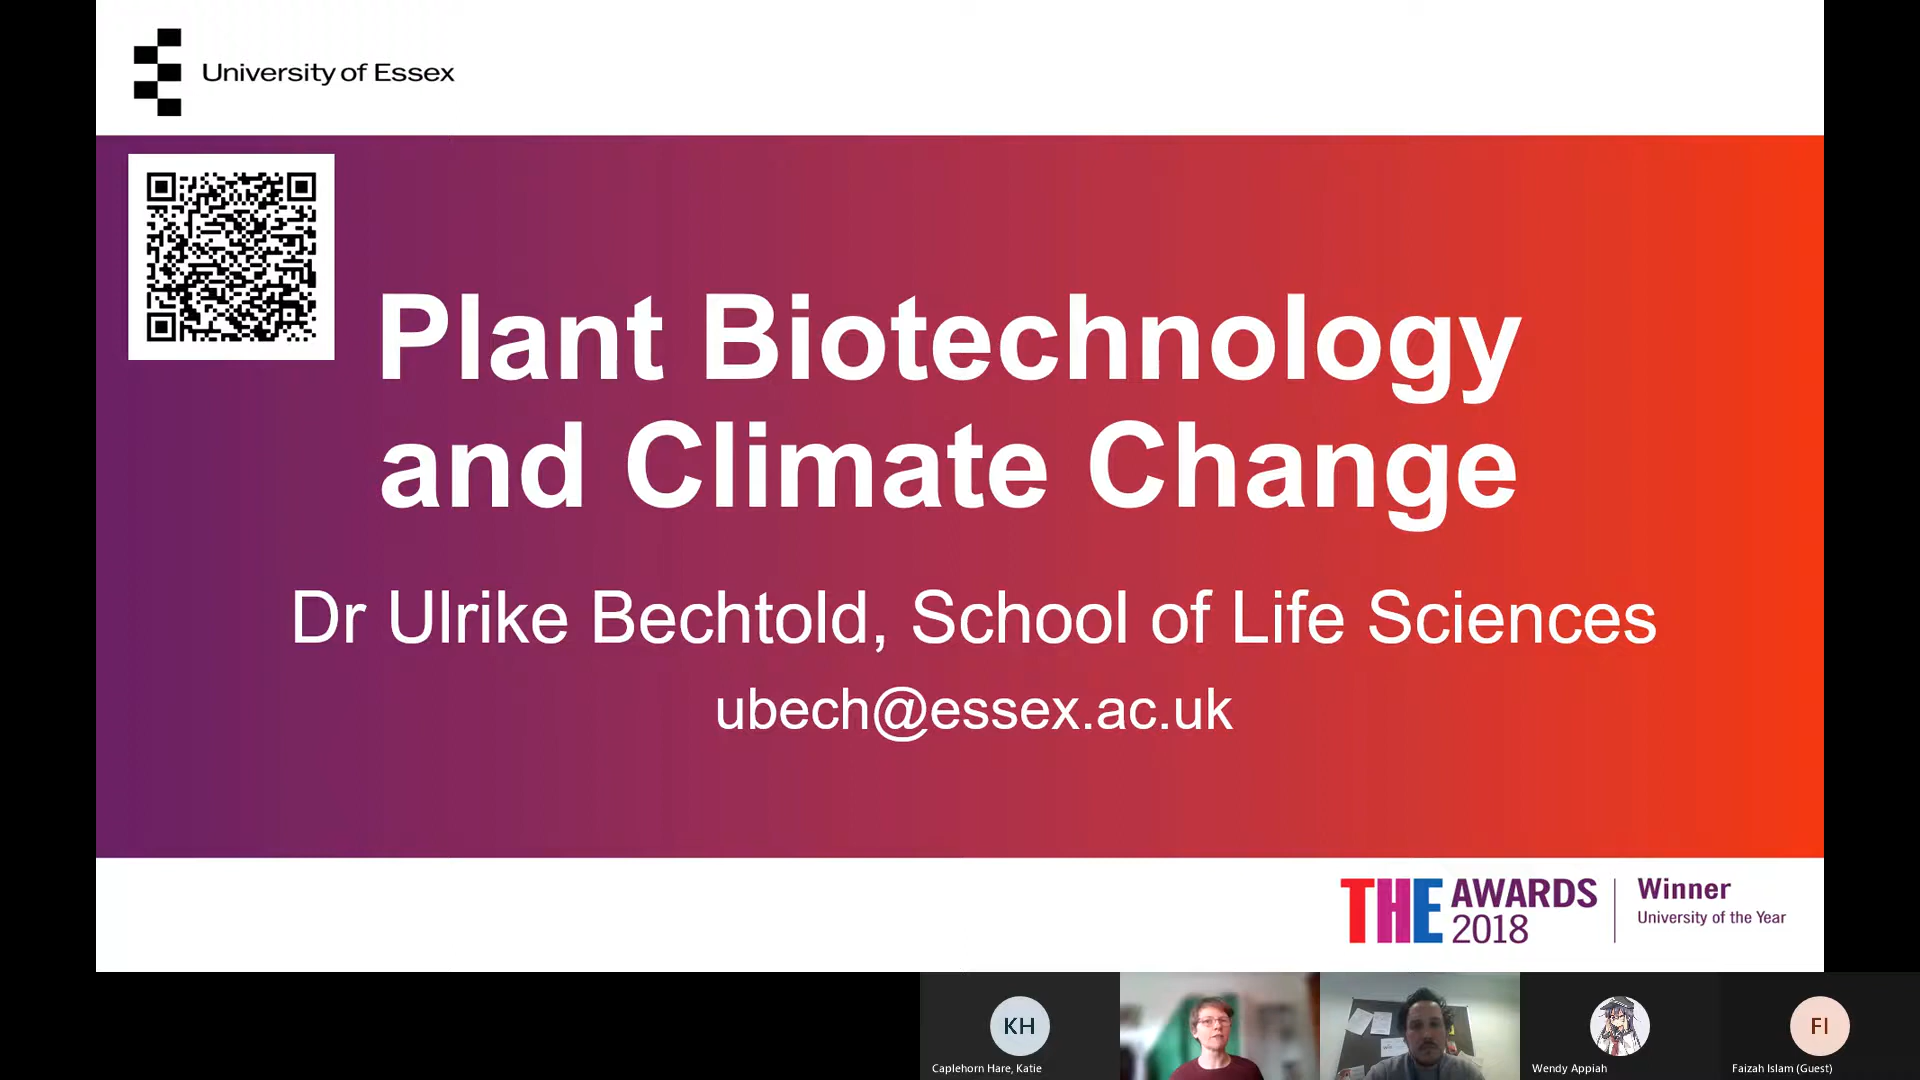 University of Essex
Plant Biotechnology
and Climate Change
Dr Ulrike Bechtold, School of Life Sciences
ubech@essex.ac.uk
THE AWARDS 2018
Winner
University of the Year
KH
FI
Caplehorn Hare, Katie
Wendy Appiah
Faizah Islam (Guest)